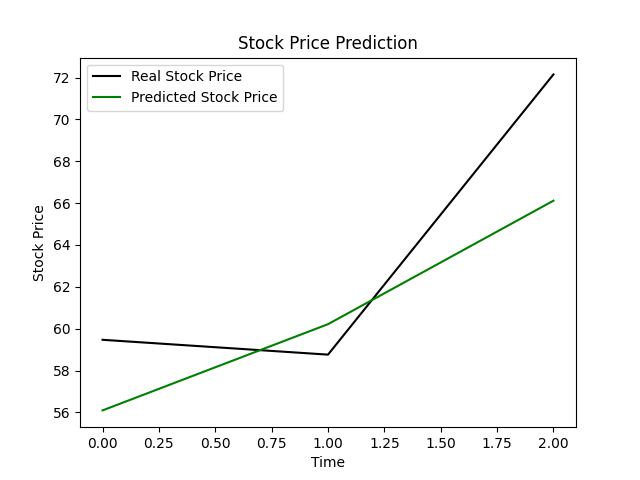 Stock Price Prediction
Real Stock Price
Predicted Stock Price
72
70
68
66
64
62
60
58
56
Stock Price
0.00 0.25 0.50 0.75 1.00 1.25 1.50 1.75 2.00
Time